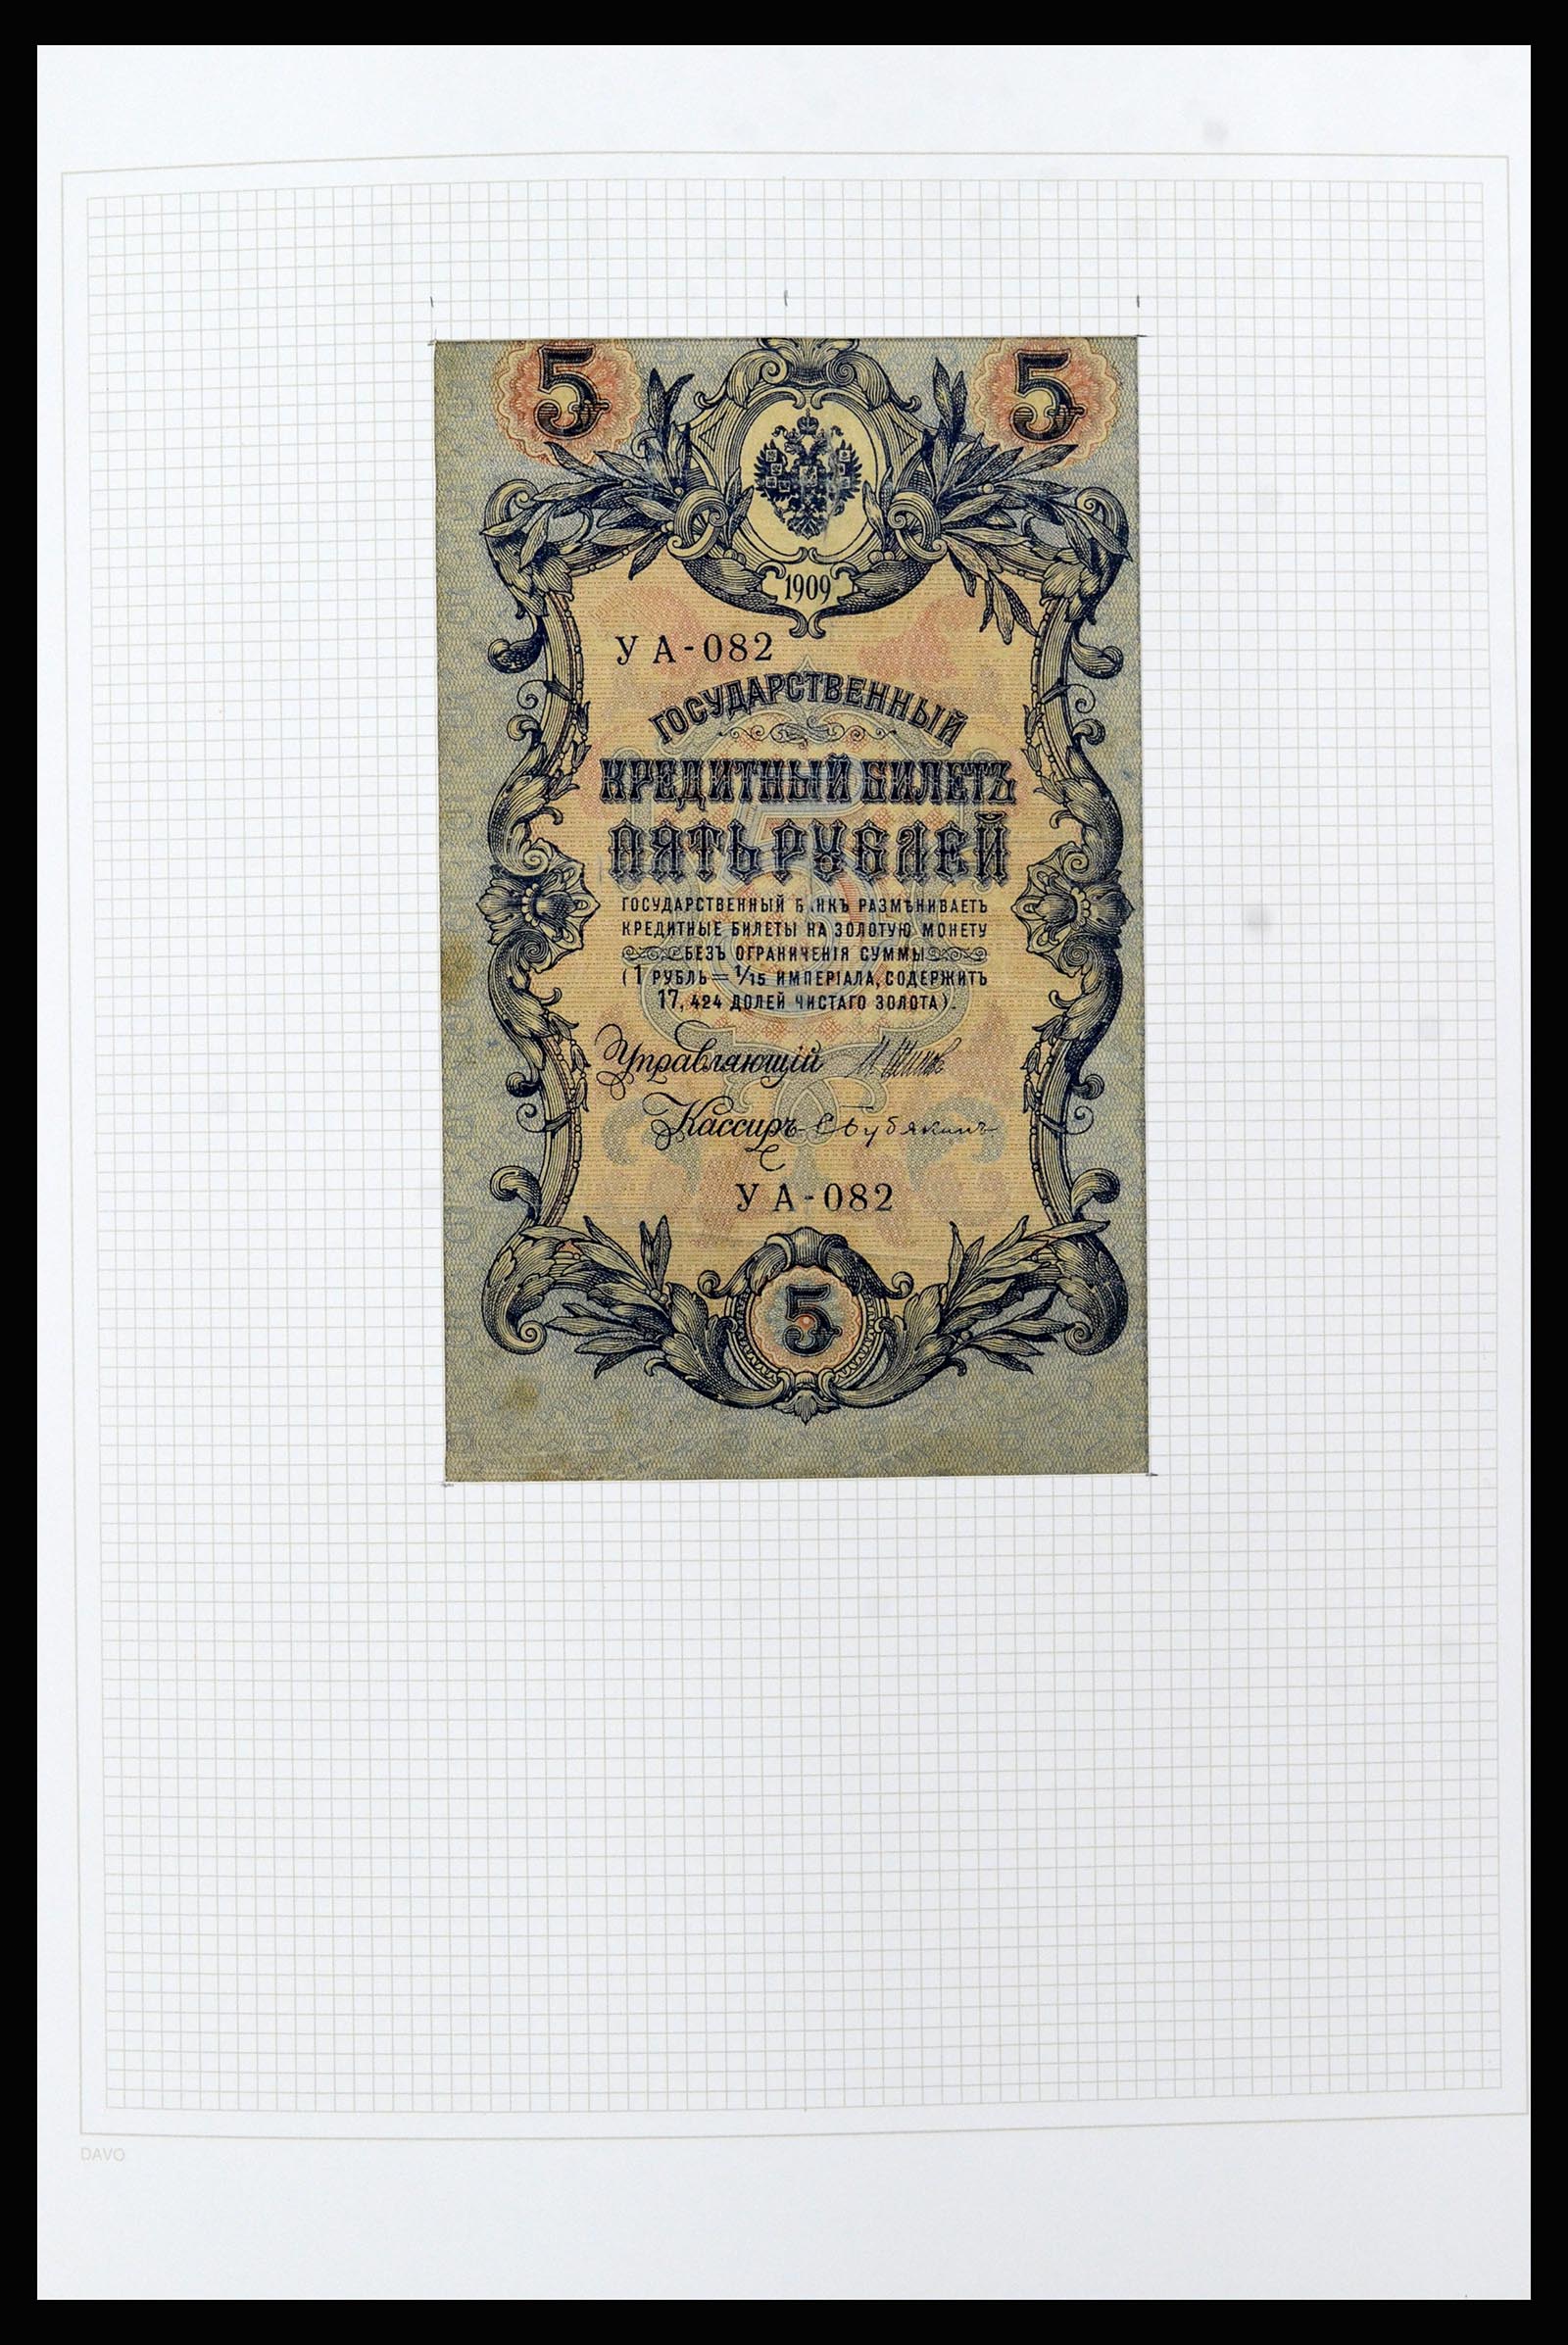 5 5
1909
УА-082
ГОСУДАРСТВЕННЫЙ
КРЕДИТНЫЙ БИЛЕТЪ
ПЯТЬ РУБЛЕЙ
ГОСУДАРСТВЕННЫЙ БАНКЪ РАЗМѢНИВАЕТЪ
КРЕДИТНЫЕ БИЛЕТЫ НА ЗОЛОТУЮ МОНЕТУ
БЕЗЪ ОГРАНИЧЕНІЯ СУММЫ
(1 РУБЛЬ = 1/15 ИМПЕРІАЛА, СОДЕРЖИТЪ
17,424 ДОЛЕЙ ЧИСТАГО ЗОЛОТА).
Управляющій И Шипов
Кассиръ С Бубякинъ
УА-082
5
DAVO